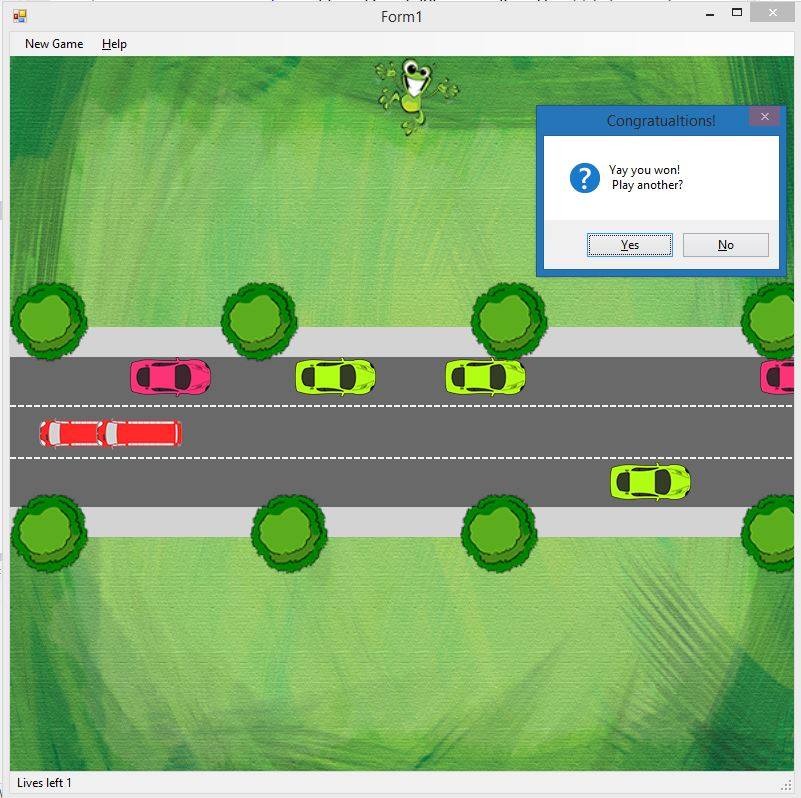 Form1
New Game Help
Congratualtions!
Yay you won!
Play another?
Yes No
Lives left 1